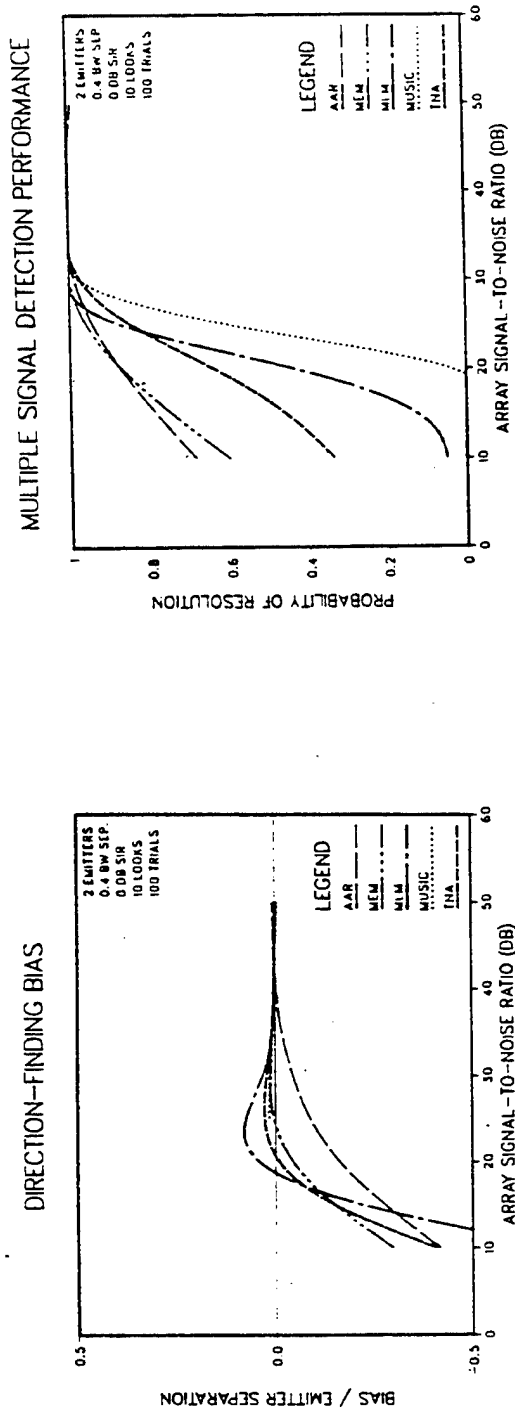 DIRECTION-FINDING BIAS
2 EMITTERS
0.4 BW SEP.
0 DB SIR
10 LOOKS
100 TRIALS
LEGEND
AAR
MEM
MLM
MUSIC
TNA
0.5
0.0
-0.5
BIAS / EMITTER SEPARATION
0 10 20 30 40 50 60
ARRAY SIGNAL-TO-NOISE RATIO (DB)
MULTIPLE SIGNAL DETECTION PERFORMANCE
2 EMITTERS
0.4 BW SEP
0 DB SIR
10 LOOKS
100 TRIALS
LEGEND
AAR
MEM
MLM
MUSIC
TNA
1
0.8
0.6
0.4
0.2
0
PROBABILITY OF RESOLUTION
0 10 20 30 40 50 60
ARRAY SIGNAL-TO-NOISE RATIO (DB)